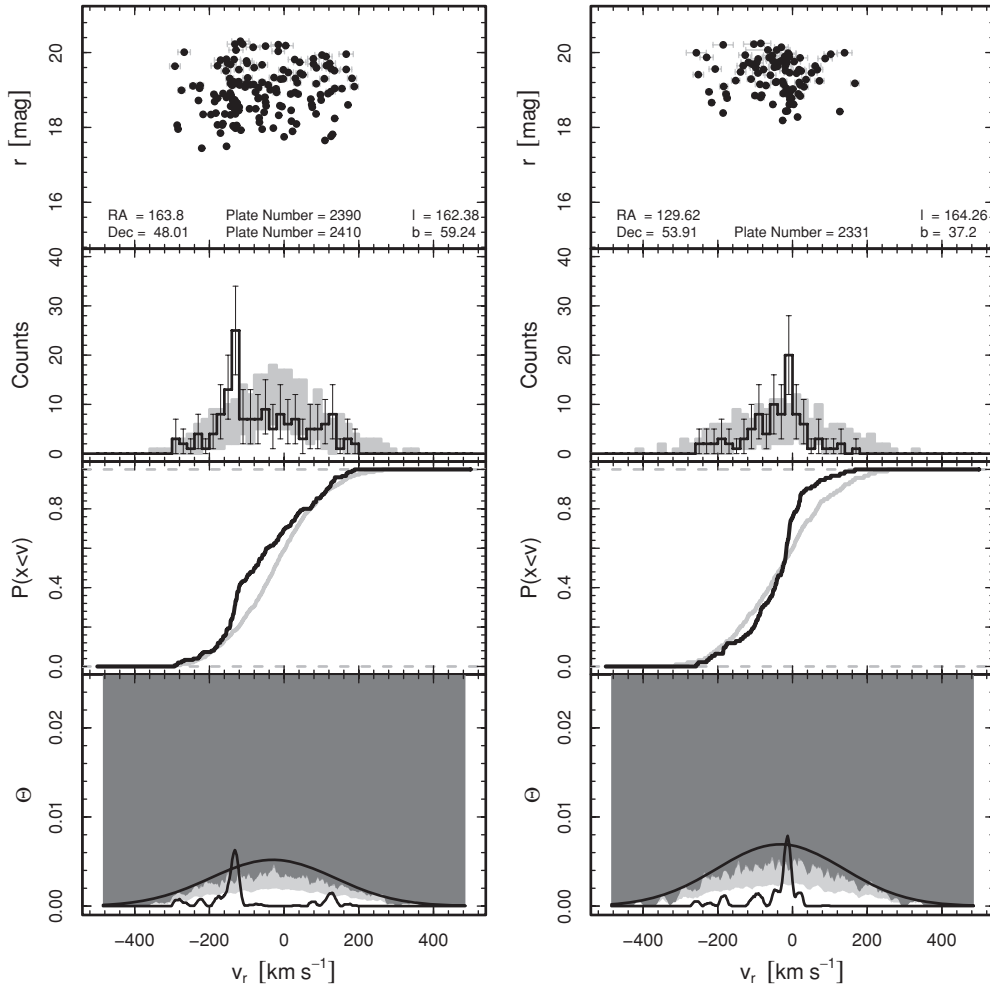 r [mag]
16 18 20
RA = 163.8 Plate Number = 2390 l = 162.38
Dec = 48.01 Plate Number = 2410 b = 59.24
Counts
0 10 20 30 40
P(x<v)
0.0 0.4 0.8
Θ
0.00 0.01 0.02
−400 −200 0 200 400
vr [km s−1]
r [mag]
16 18 20
RA = 129.62 l = 164.26
Dec = 53.91 Plate Number = 2331 b = 37.2
Counts
0 10 20 30 40
P(x<v)
0.0 0.4 0.8
Θ
0.00 0.01 0.02
−400 −200 0 200 400
vr [km s−1]